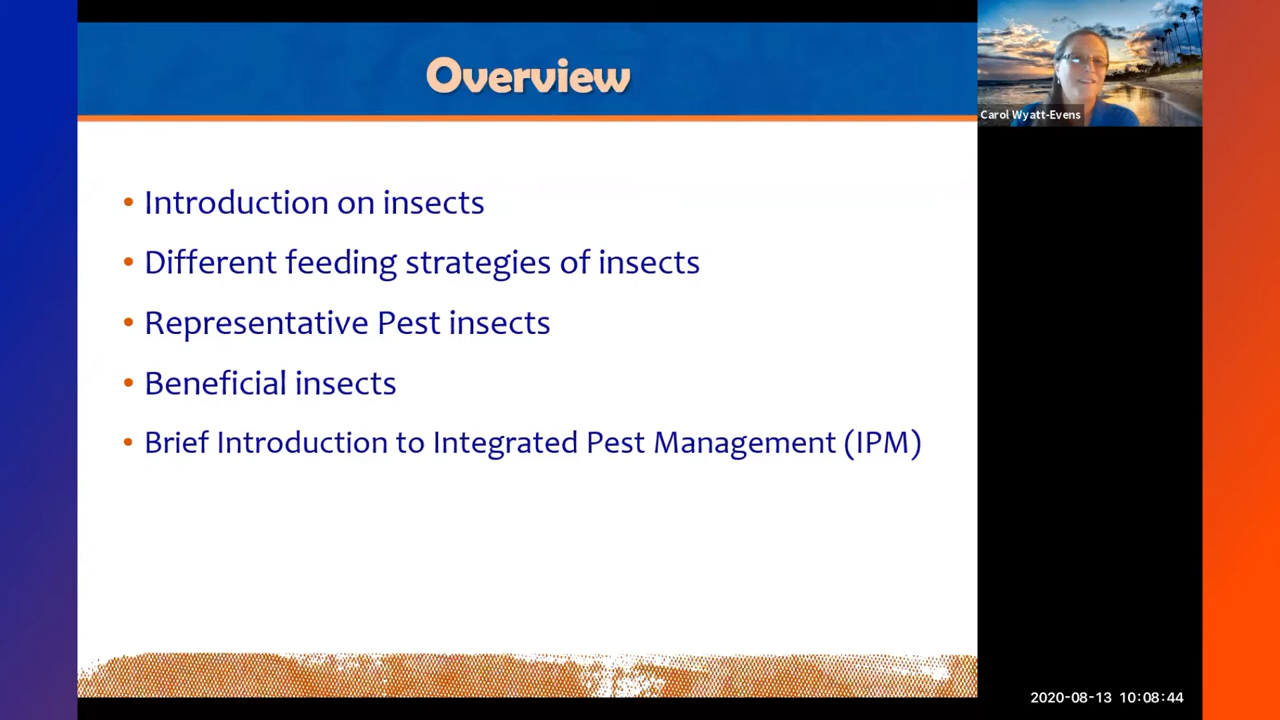 Overview
Carol Wyatt-Evens
• Introduction on insects
• Different feeding strategies of insects
• Representative Pest insects
• Beneficial insects
• Brief Introduction to Integrated Pest Management (IPM)
2020-08-13 10:08:44